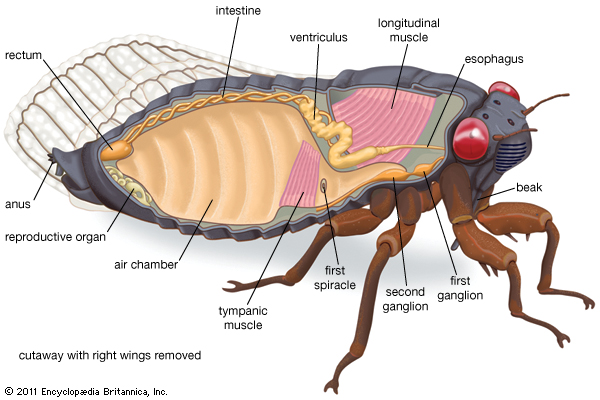 intestine
longitudinal
muscle
ventriculus
esophagus
rectum
anus
beak
reproductive organ
air chamber
first
spiracle
first
ganglion
second
ganglion
tympanic
muscle
cutaway with right wings removed
© 2011 Encyclopædia Britannica, Inc.